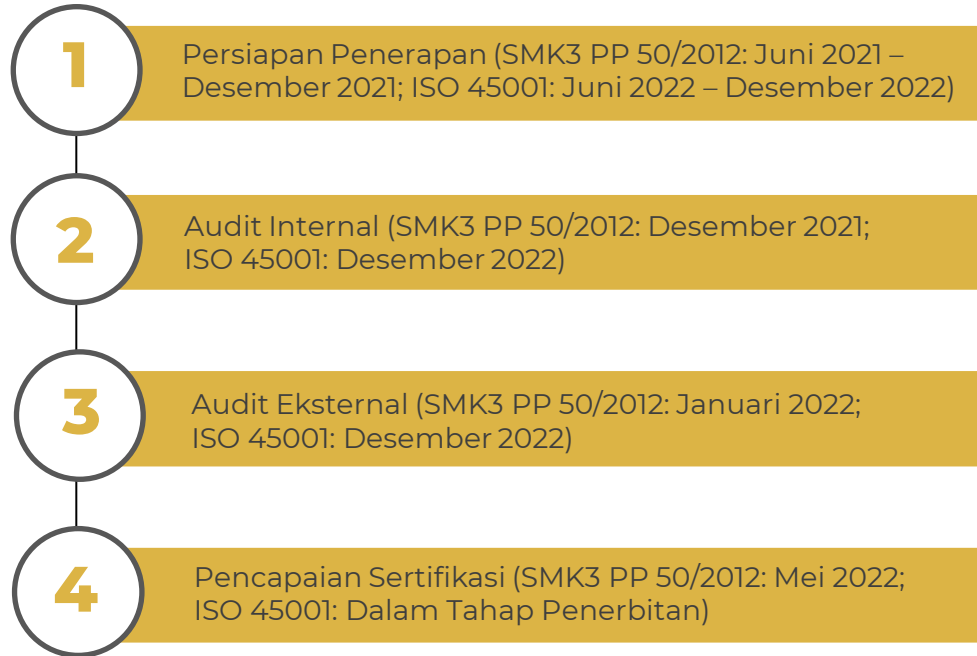 1
Persiapan Penerapan (SMK3 PP 50/2012: Juni 2021 –
Desember 2021; ISO 45001: Juni 2022 – Desember 2022)
2
Audit Internal (SMK3 PP 50/2012: Desember 2021;
ISO 45001: Desember 2022)
3
Audit Eksternal (SMK3 PP 50/2012: Januari 2022;
ISO 45001: Desember 2022)
4
Pencapaian Sertifikasi (SMK3 PP 50/2012: Mei 2022;
ISO 45001: Dalam Tahap Penerbitan)